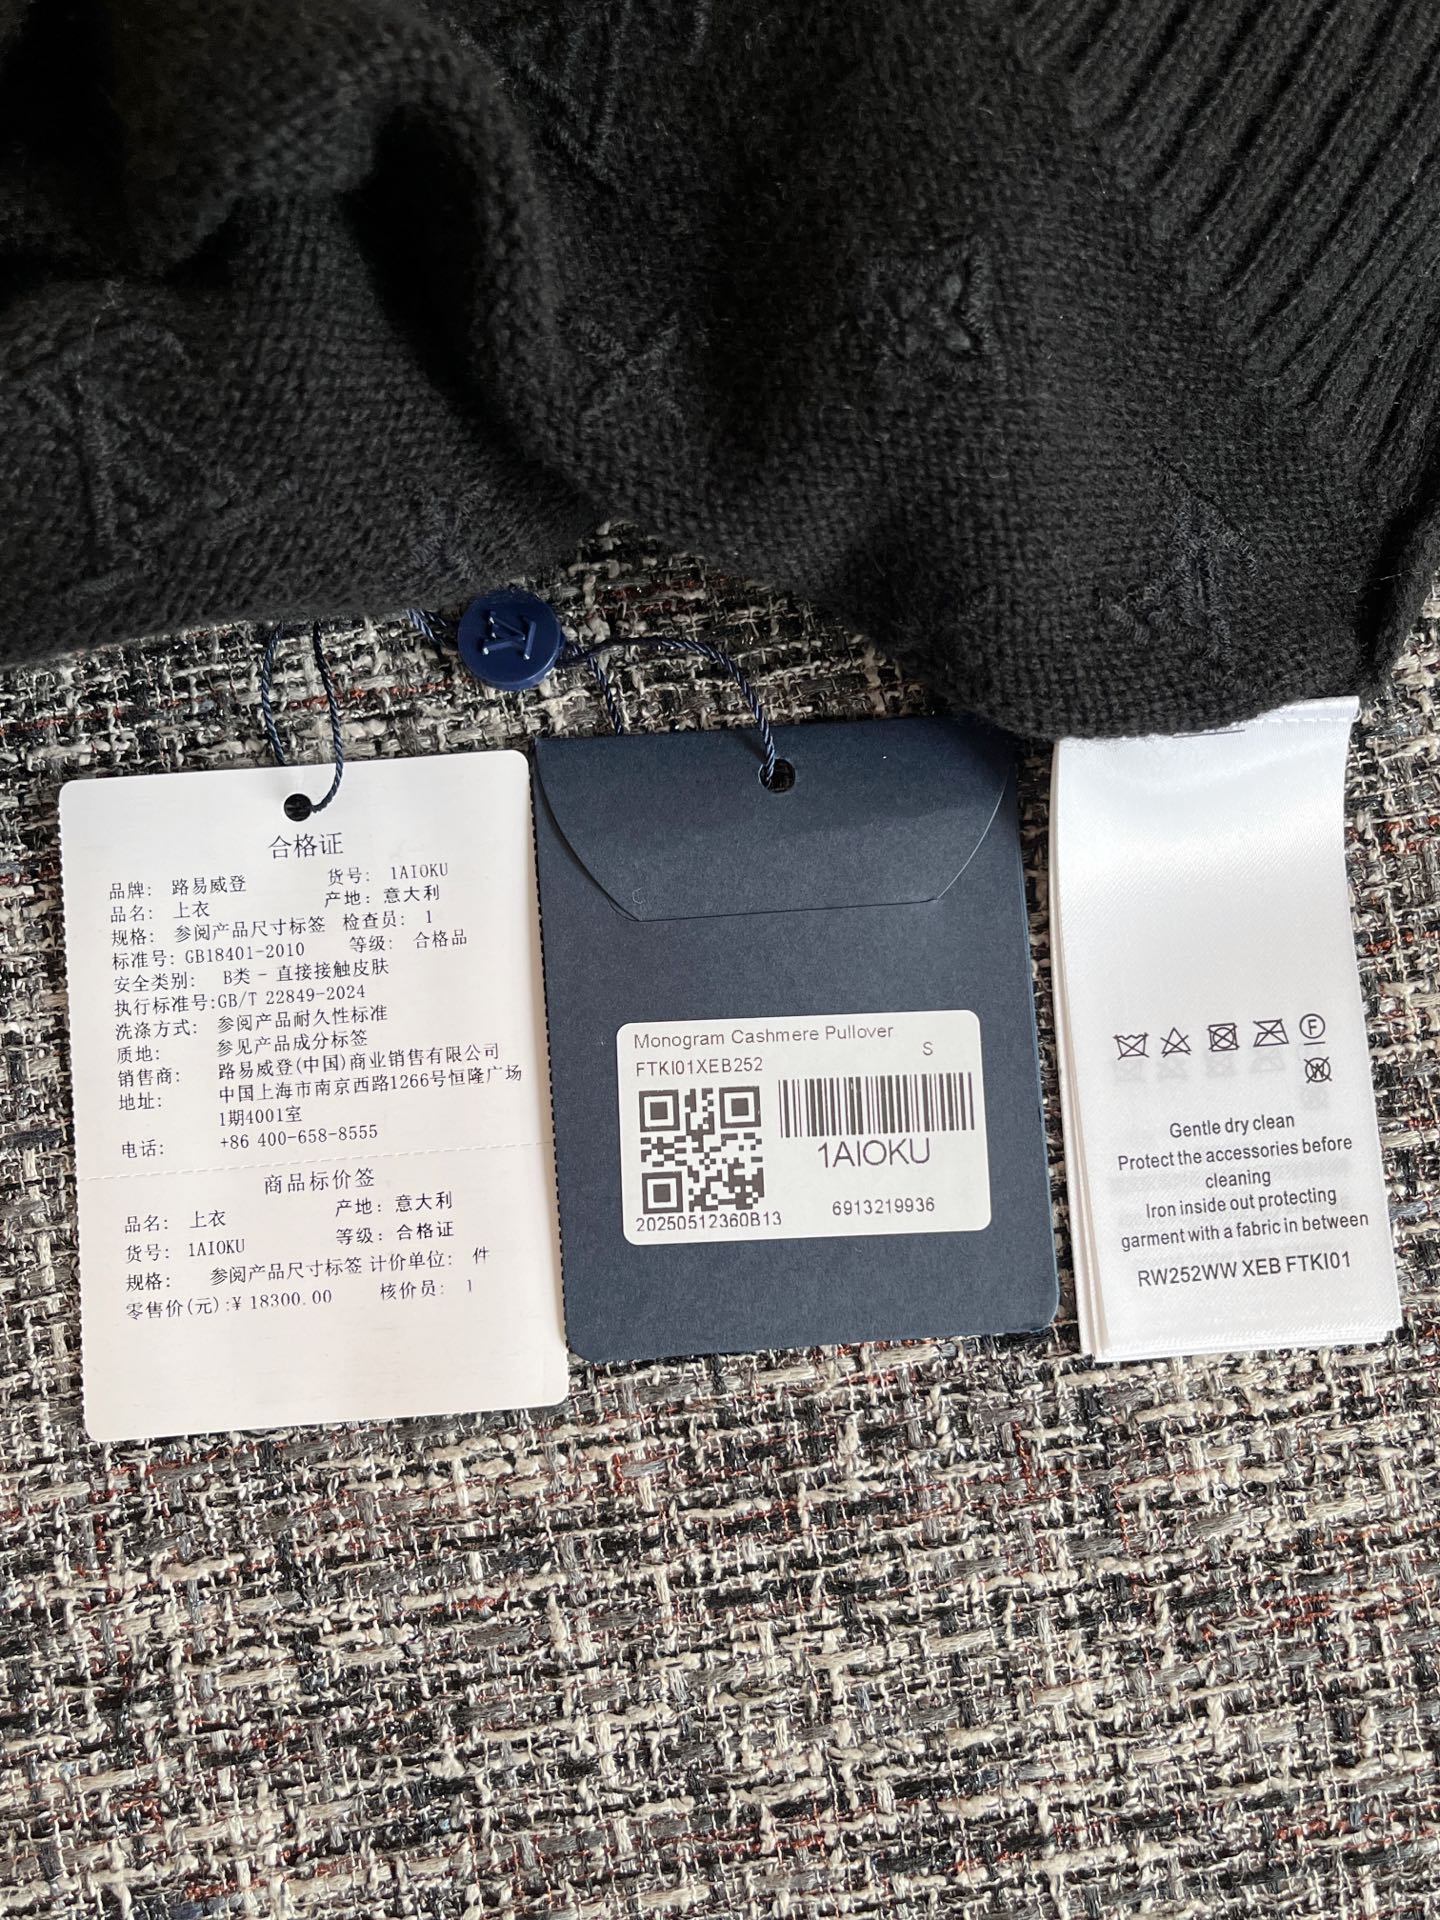 合格证
品牌: 路易威登 货号: 1AIOKU
品名: 上衣 产地: 意大利
规格: 参阅产品尺寸标签 检查员: 1
标准号: GB18401-2010 等级: 合格品
安全类别: B类 - 直接接触皮肤
执行标准号:GB/T 22849-2024
洗涤方式: 参阅产品耐久性标准
质地: 参见产品成分标签
销售商: 路易威登(中国)商业销售有限公司
地址: 中国上海市南京西路1266号恒隆广场
1期4001室
电话: +86 400-658-8555
商品标价签
品名: 上衣 产地: 意大利
货号: 1AIOKU 等级: 合格证
规格: 参阅产品尺寸标签 计价单位: 件
零售价(元):¥ 18300.00 核价员: 1
Monogram Cashmere Pullover
FTKI01XEB252 S
1AIOKU
20250512360B13 6913219936
F
W
Gentle dry clean
Protect the accessories before
cleaning
Iron inside out protecting
garment with a fabric in between
RW252WW XEB FTKI01